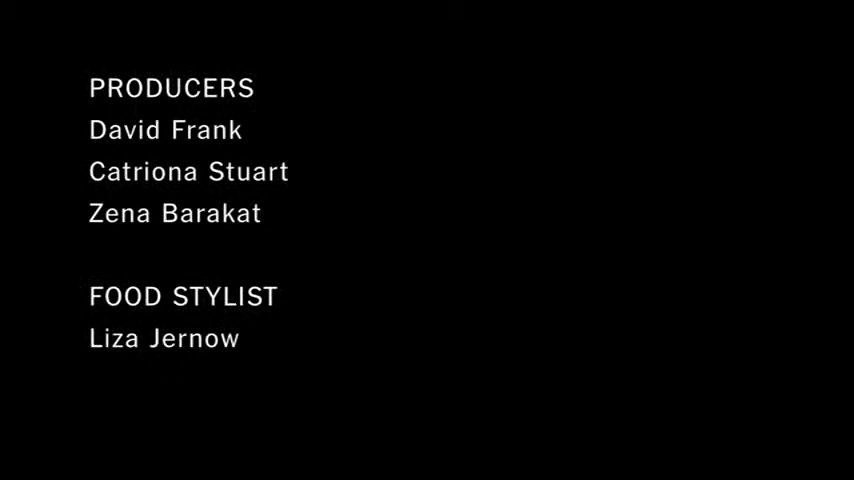 PRODUCERS
David Frank
Catriona Stuart
Zena Barakat
FOOD STYLIST
Liza Jernow